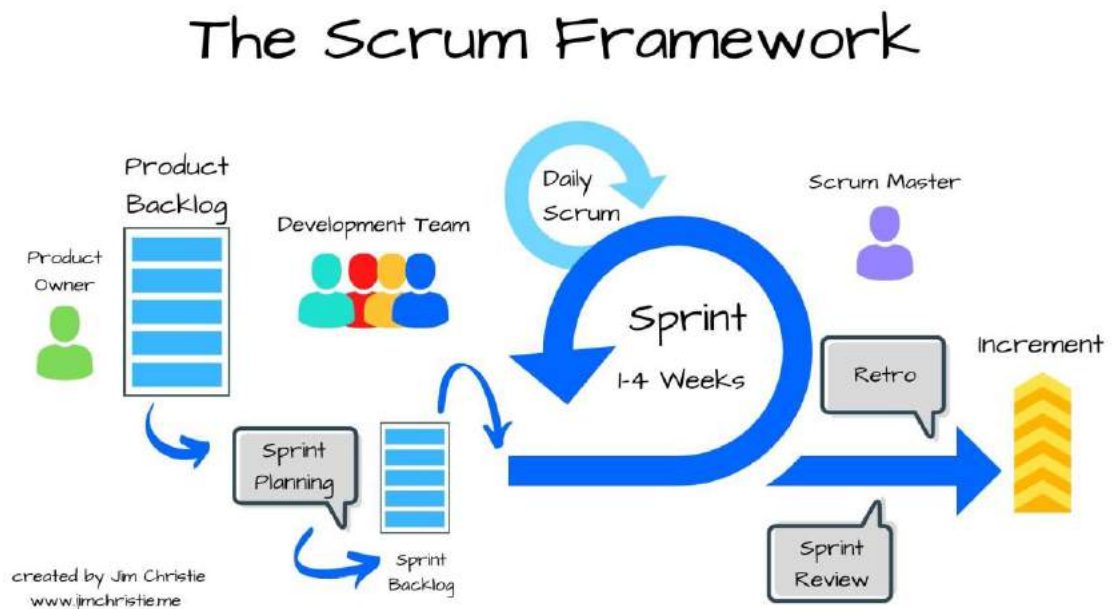 The Scrum Framework
Product
Backlog
Product
Owner
Development Team
Daily
Scrum
Scrum Master
Sprint
1-4 Weeks
Retro
Increment
Sprint
Planning
Sprint
Backlog
Sprint
Review
created by Jim Christie
www.jimchristie.me